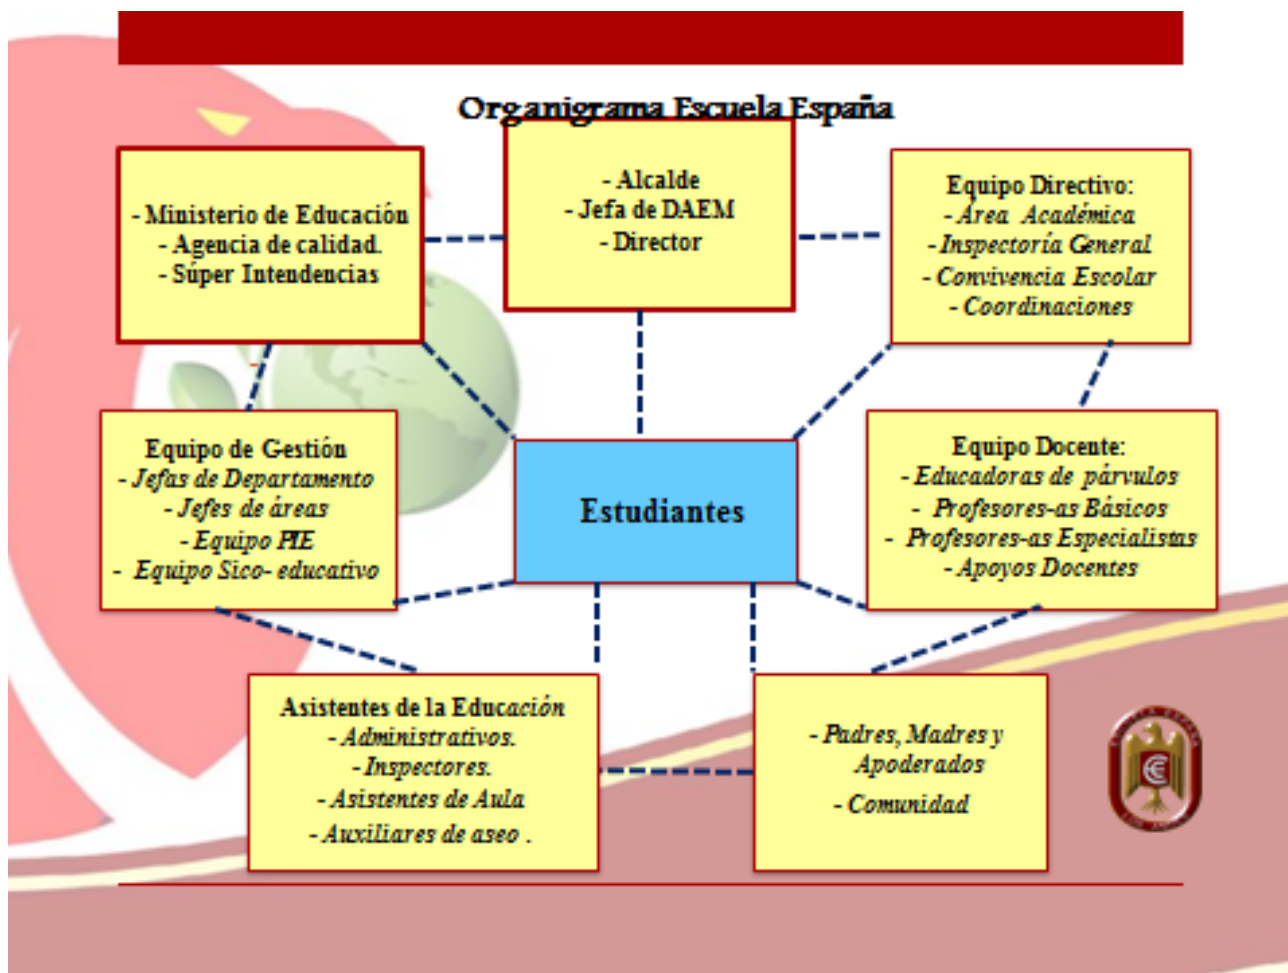 Organigrama Escuela España
- Ministerio de Educación
- Agencia de calidad.
- Súper Intendencias
- Alcalde
- Jefa de DAEM
- Director
Equipo Directivo:
- Área Académica
- Inspectoría General
- Convivencia Escolar
- Coordinaciones
Equipo de Gestión
- Jefas de Departamento
- Jefes de áreas
- Equipo PIE
- Equipo Sico- educativo
Estudiantes
Equipo Docente:
- Educadoras de párvulos
- Profesores-as Básicos
- Profesores-as Especialistas
- Apoyos Docentes
Asistentes de la Educación
- Administrativos.
- Inspectores.
- Asistentes de Aula
- Auxiliares de aseo .
- Padres, Madres y
Apoderados
- Comunidad